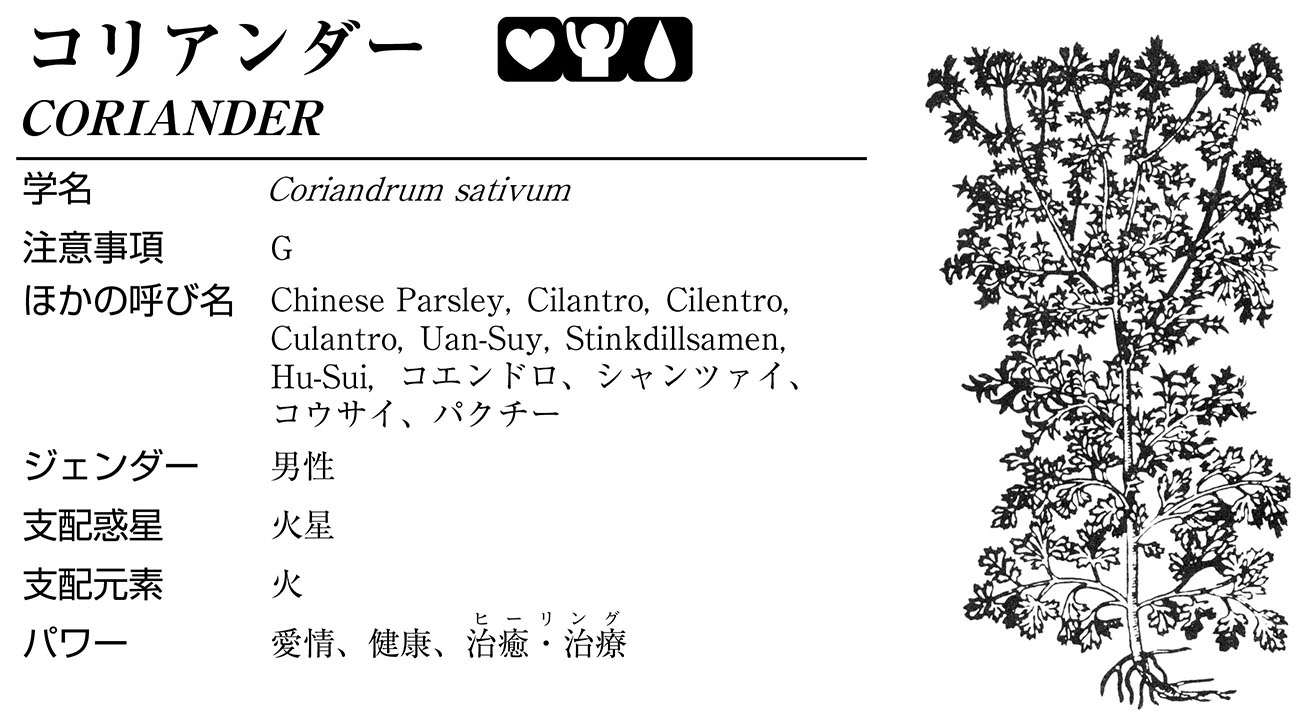 コリアンダー
CORIANDER
学名 Coriandrum sativum
注意事項 G
ほかの呼び名 Chinese Parsley, Cilantro, Cilentro,
Culantro, Uan-Suy, Stinkdillsamen,
Hu-Sui, コエンドロ、シャンツァイ、
コウサイ、パクチー
ジェンダー 男性
支配惑星 火星
支配元素 火
ヒーリング
パワー 愛情、健康、治癒・治療